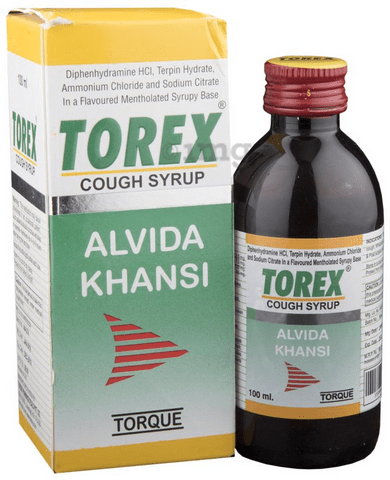 100 ml
Diphenhydramine HCl, Terpin Hydrate,
Ammonium Chloride and Sodium Citrate
In a Flavoured Mentholated Syrupy Base
TOREX®
COUGH SYRUP
ALVIDA
KHANSI
TORQUE
Diphenhydramine HCl, Terpin Hydrate, Ammonium Chloride
and Sodium Citrate In a Flavoured Mentholated Syrupy Base
TOREX®
COUGH SYRUP
ALVIDA
KHANSI
100 ml.
TORQUE